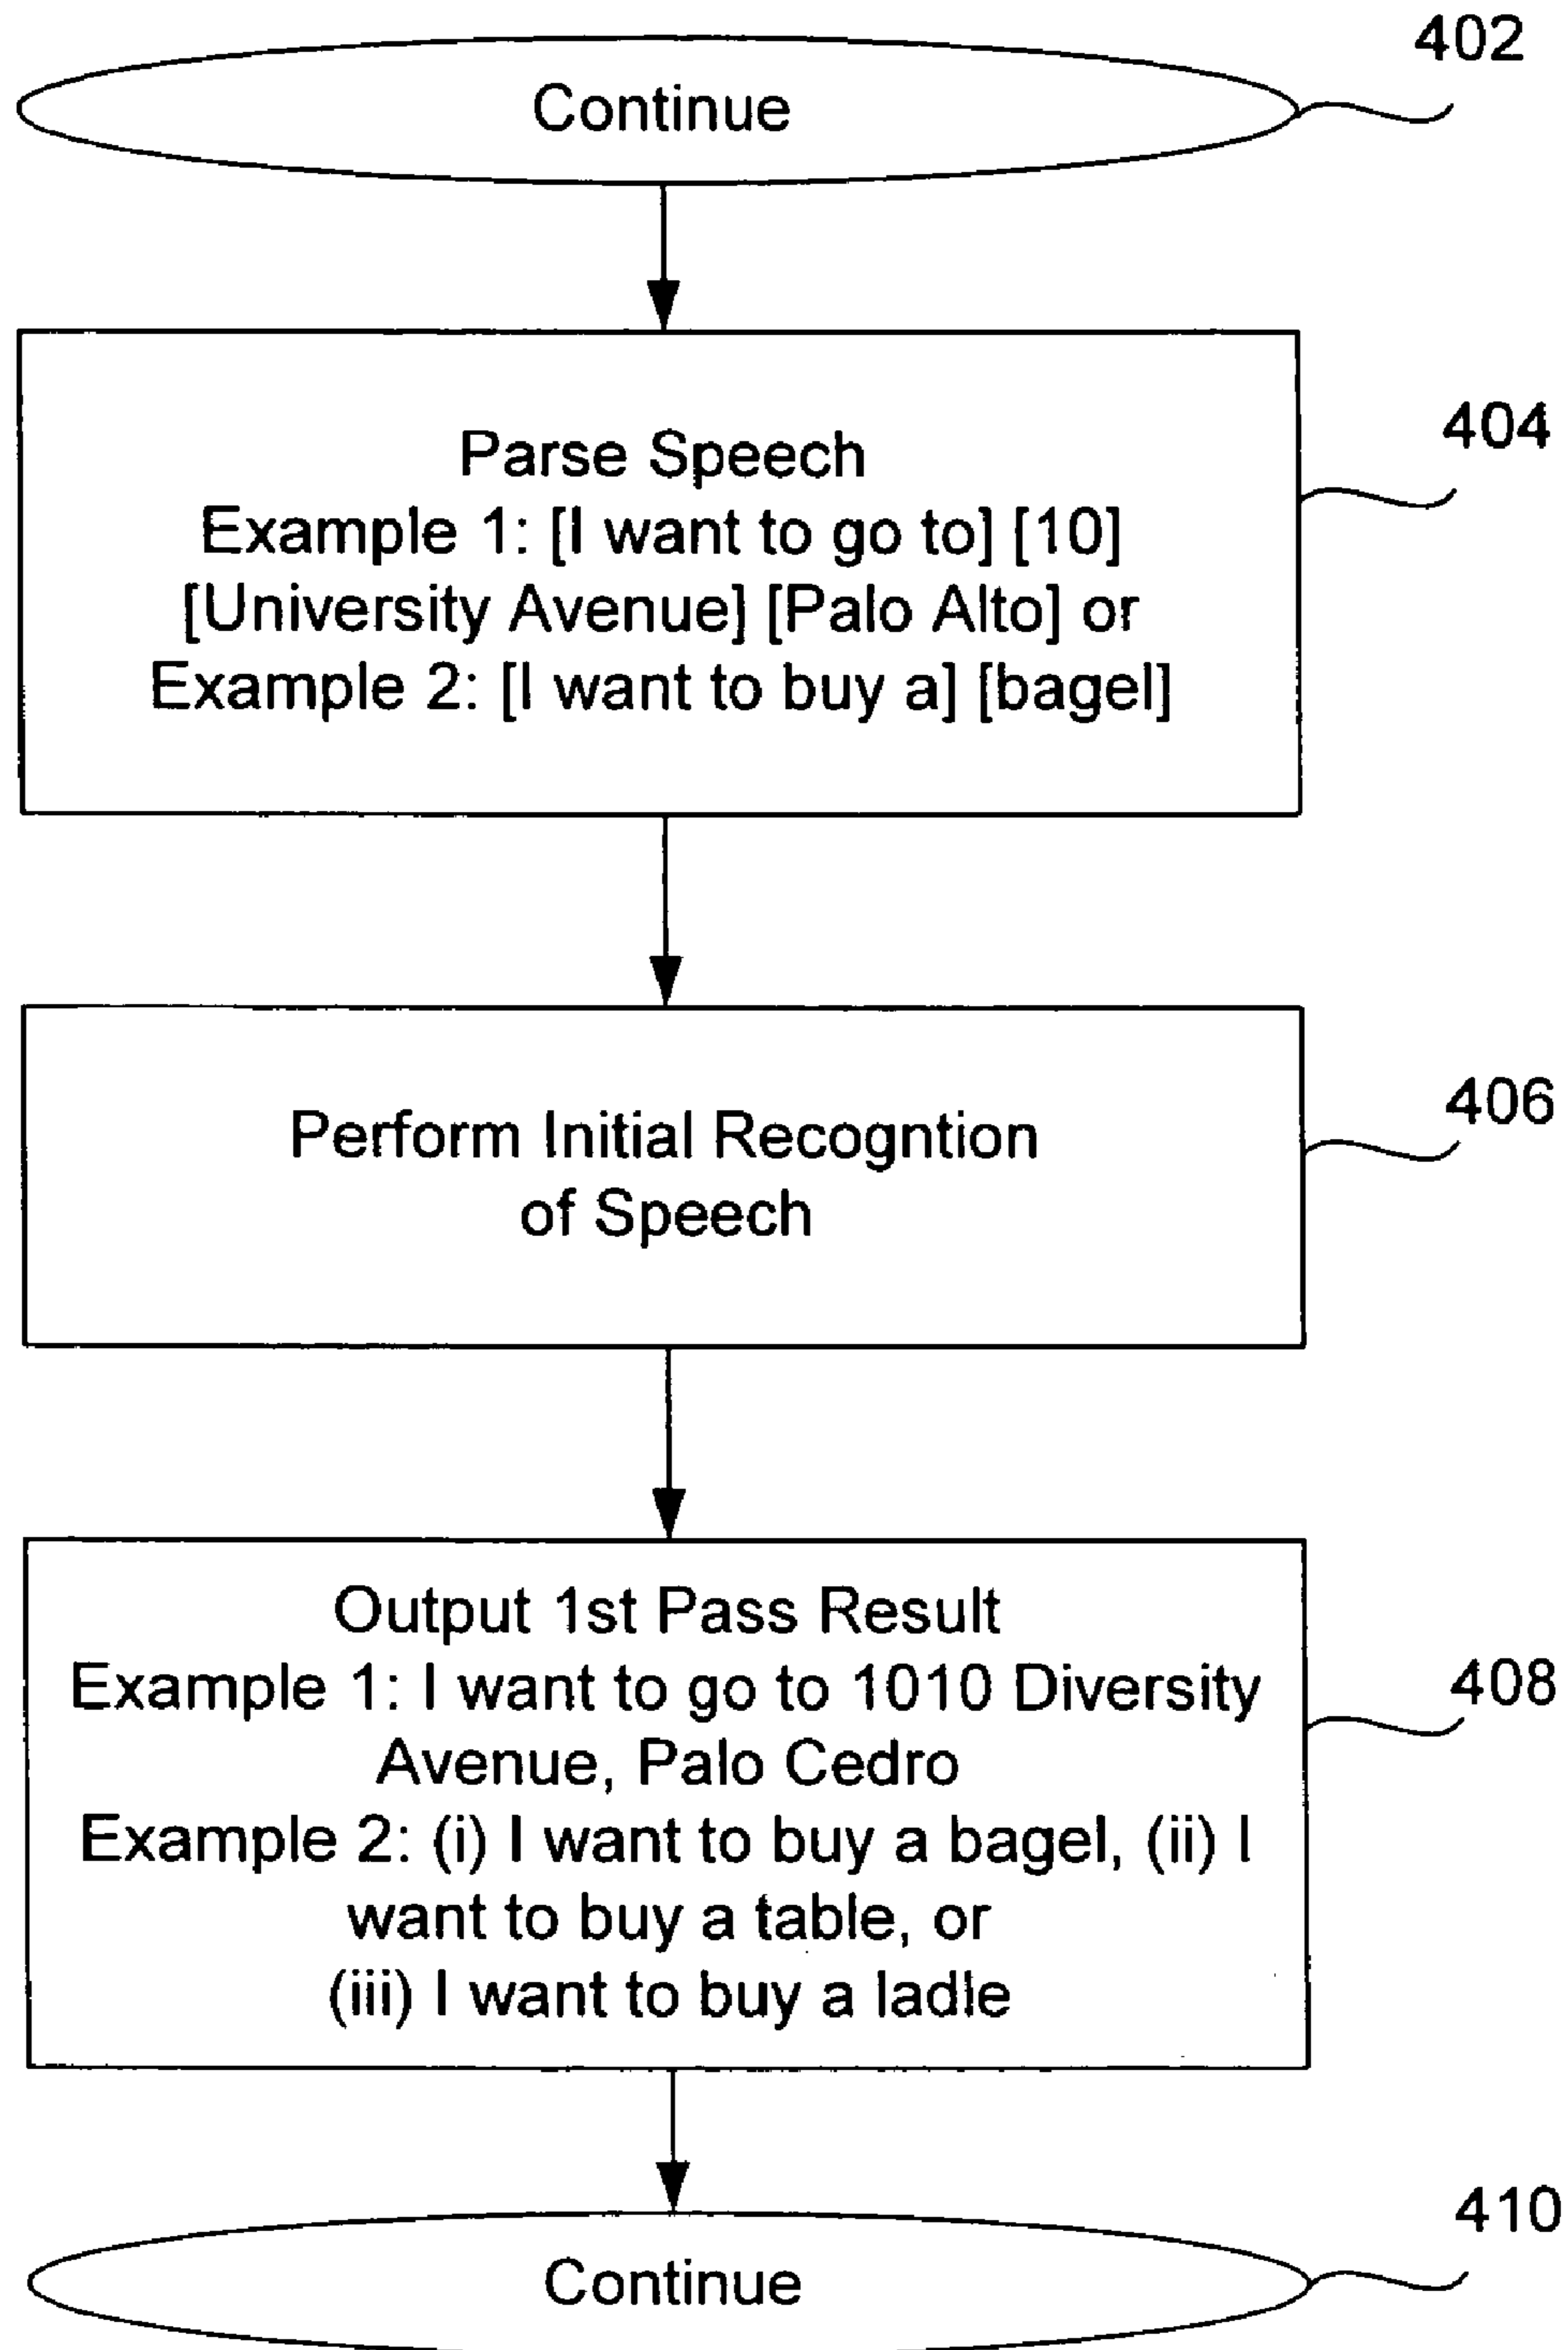 402
Continue
404
Parse Speech
Example 1: [I want to go to] [10]
[University Avenue] [Palo Alto] or
Example 2: [I want to buy a] [bagel]
406
Perform Initial Recogntion
of Speech
Output 1st Pass Result
Example 1: I want to go to 1010 Diversity
408
Avenue, Palo Cedro
Example 2: (i) I want to buy a bagel, (ii) I
want to buy a table, or
(iii) I want to buy a ladle
410
Continue